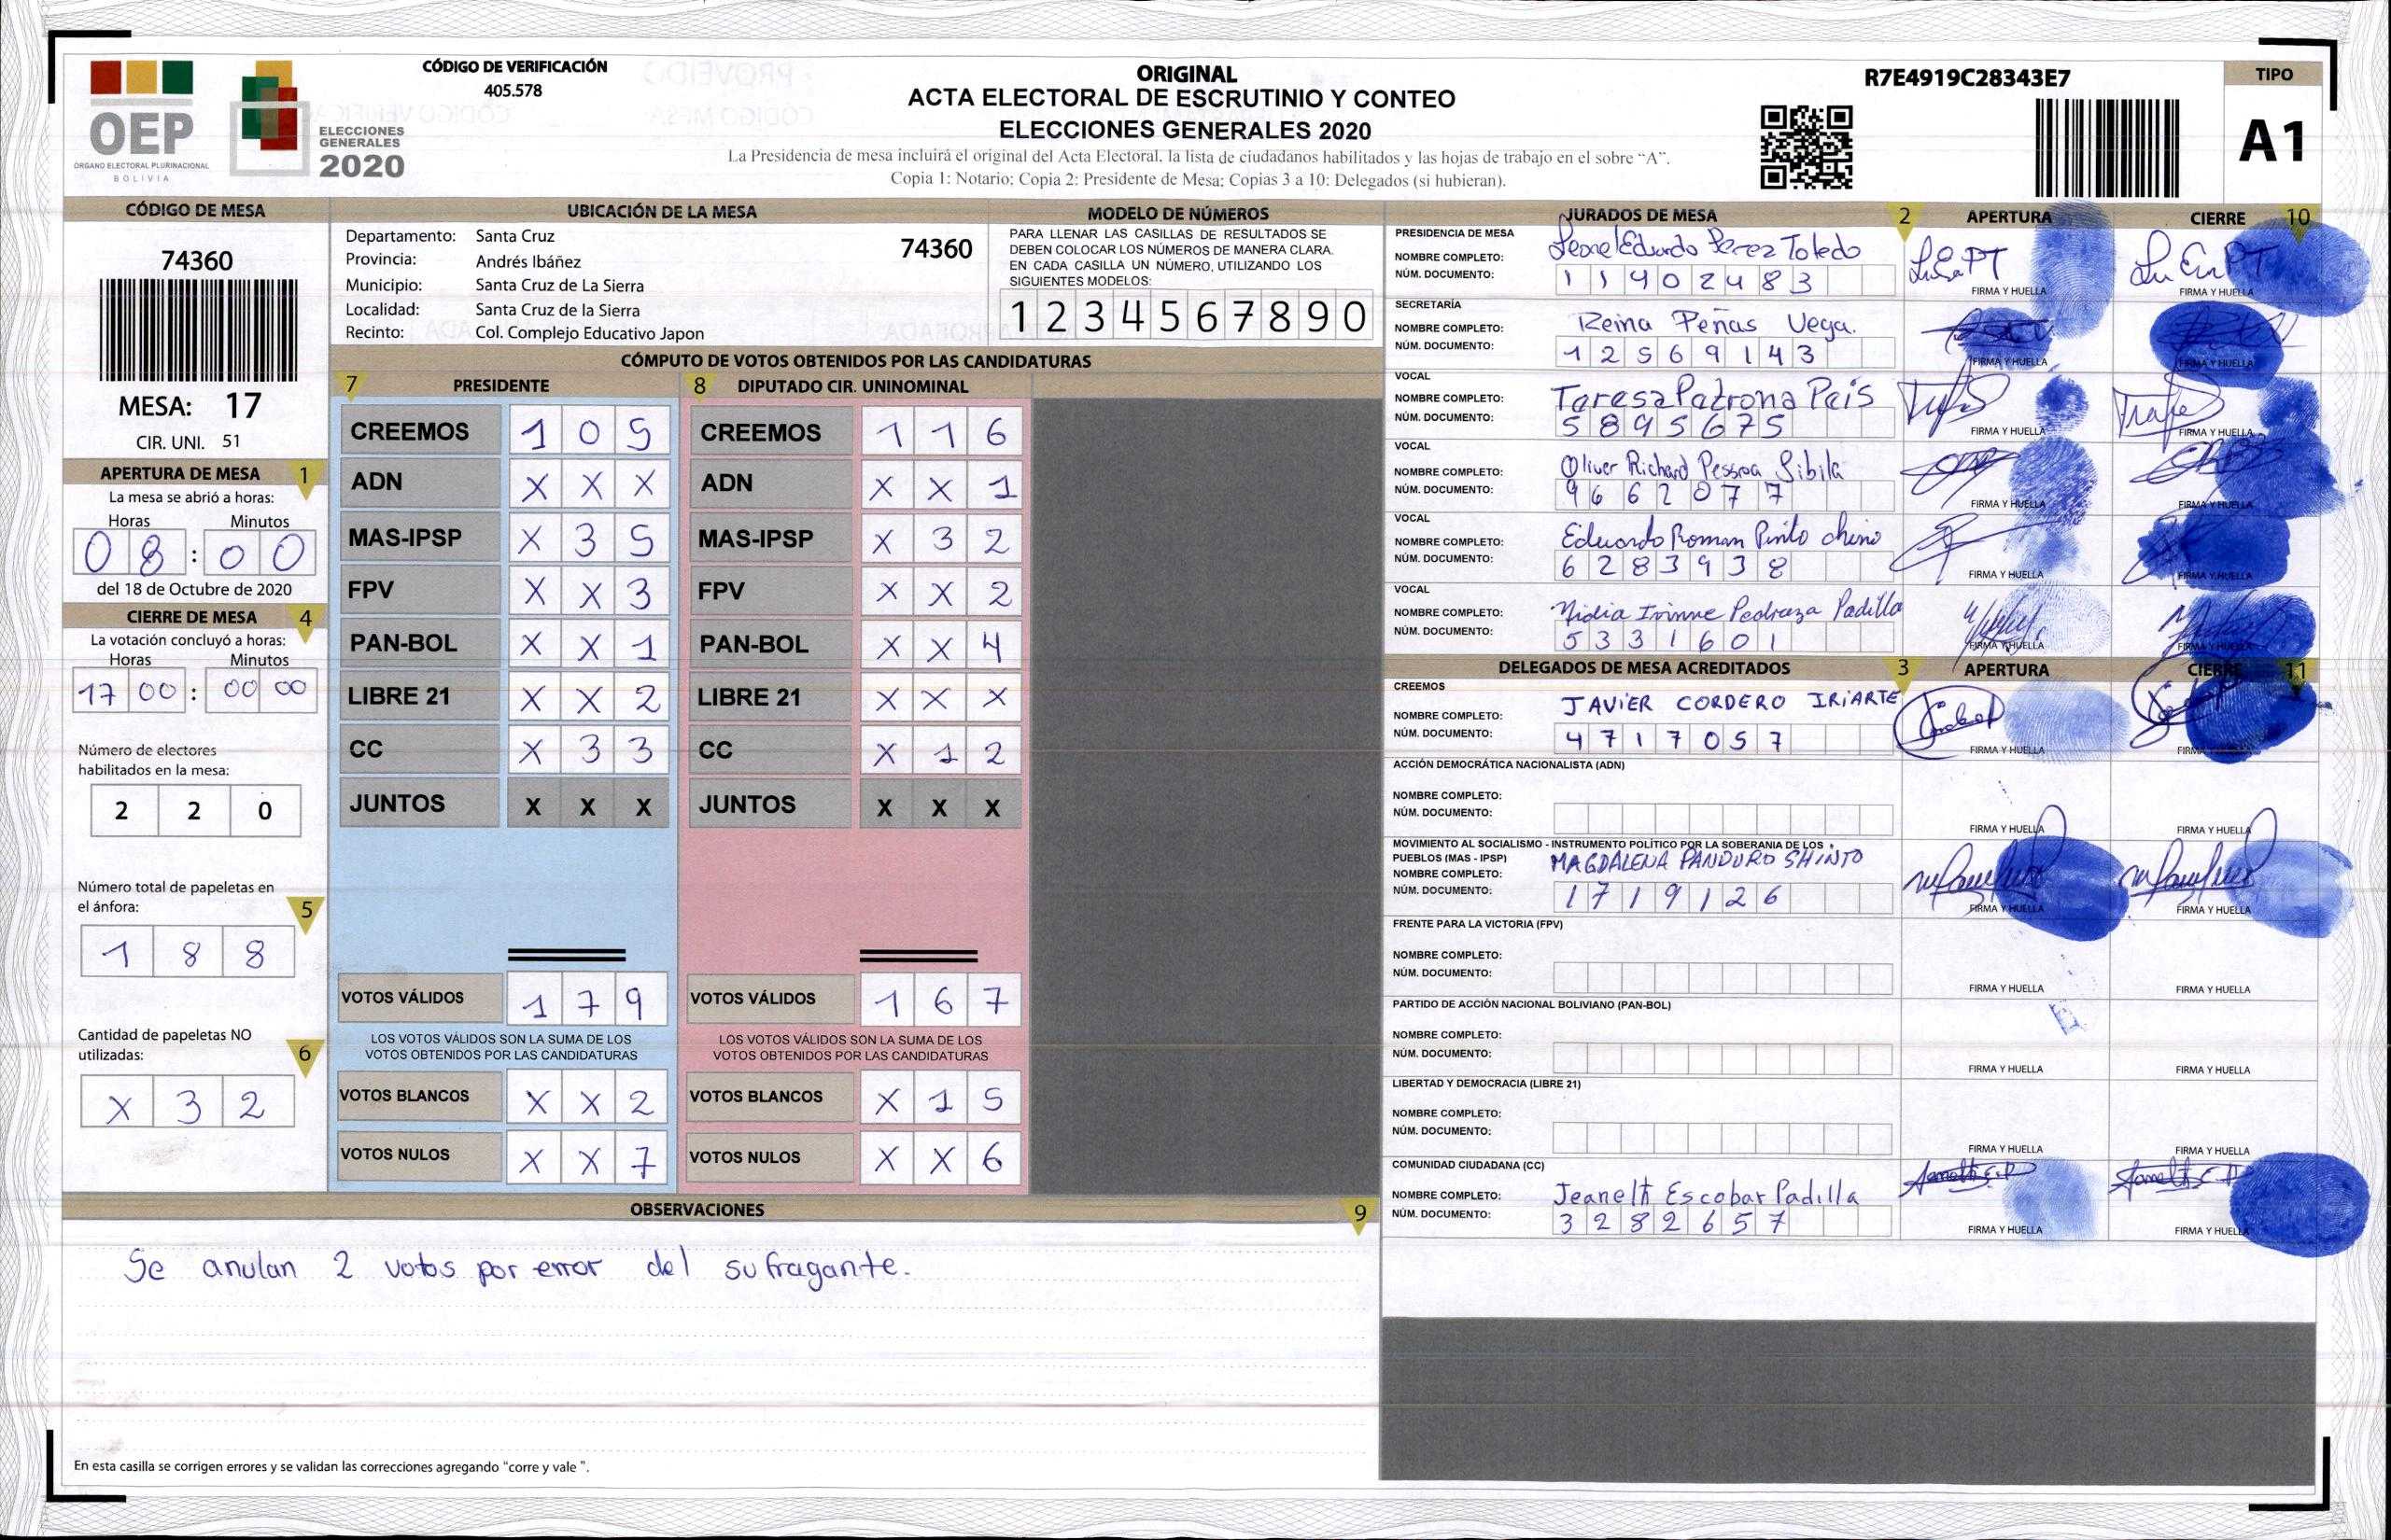 CÓDIGO DE VERIFICACIÓN
405.578
OEP
ÓRGANO ELECTORAL PLURINACIONAL
BOLIVIA
ELECCIONES
GENERALES
2020
ORIGINAL
ACTA ELECTORAL DE ESCRUTINIO Y CONTEO
ELECCIONES GENERALES 2020
La Presidencia de mesa incluirá el original del Acta Electoral, la lista de ciudadanos habilitados y las hojas de trabajo en el sobre "A".
Copia 1: Notario; Copia 2: Presidente de Mesa; Copias 3 a 10: Delegados (si hubieran).
R7E4919C28343E7
TIPO
A1
CÓDIGO DE MESA
74360
MESA: 17
CIR. UNI. 51
APERTURA DE MESA 1
La mesa se abrió a horas:
Horas Minutos
08 : 00
del 18 de Octubre de 2020
CIERRE DE MESA 4
La votación concluyó a horas:
Horas Minutos
17 00 : 00 00
Número de electores
habilitados en la mesa:
2 2 0
Número total de papeletas en
el ánfora: 5
1 8 8
Cantidad de papeletas NO
utilizadas: 6
X 3 2
UBICACIÓN DE LA MESA
Departamento: Santa Cruz 74360
Provincia: Andrés Ibáñez
Municipio: Santa Cruz de La Sierra
Localidad: Santa Cruz de la Sierra
Recinto: Col. Complejo Educativo Japon
MODELO DE NÚMEROS
PARA LLENAR LAS CASILLAS DE RESULTADOS SE
DEBEN COLOCAR LOS NÚMEROS DE MANERA CLARA.
EN CADA CASILLA UN NÚMERO, UTILIZANDO LOS
SIGUIENTES MODELOS:
1 2 3 4 5 6 7 8 9 0
CÓMPUTO DE VOTOS OBTENIDOS POR LAS CANDIDATURAS
7 PRESIDENTE
CREEMOS 1 0 5
ADN X X X
MAS-IPSP X 3 5
FPV X X 3
PAN-BOL X X 1
LIBRE 21 X X 2
CC X 3 3
JUNTOS X X X
VOTOS VÁLIDOS 1 7 9
LOS VOTOS VÁLIDOS SON LA SUMA DE LOS
VOTOS OBTENIDOS POR LAS CANDIDATURAS
VOTOS BLANCOS X X 2
VOTOS NULOS X X 7
8 DIPUTADO CIR. UNINOMINAL
CREEMOS 1 1 6
ADN X X 1
MAS-IPSP X 3 2
FPV X X 2
PAN-BOL X X 4
LIBRE 21 X X X
CC X 1 2
JUNTOS X X X
VOTOS VÁLIDOS 1 6 7
LOS VOTOS VÁLIDOS SON LA SUMA DE LOS
VOTOS OBTENIDOS POR LAS CANDIDATURAS
VOTOS BLANCOS X 1 5
VOTOS NULOS X X 6
OBSERVACIONES 9
Se anulan 2 votos por error del sufragante.
En esta casilla se corrigen errores y se validan las correcciones agregando "corre y vale ".
JURADOS DE MESA 2 APERTURA CIERRE 10
PRESIDENCIA DE MESA
NOMBRE COMPLETO: Leonel Eduardo Perez Toledo
NÚM. DOCUMENTO: 1 1 4 0 2 4 8 3
FIRMA Y HUELLA FIRMA Y HUELLA
SECRETARÍA
NOMBRE COMPLETO: Reina Peñas Vega.
NÚM. DOCUMENTO: 1 2 5 6 9 1 4 3
FIRMA Y HUELLA FIRMA Y HUELLA
VOCAL
NOMBRE COMPLETO: Teresa Patrona Peis
NÚM. DOCUMENTO: 5 8 9 5 6 7 5
FIRMA Y HUELLA FIRMA Y HUELLA
VOCAL
NOMBRE COMPLETO: Oliver Richard Pessoa Sibila
NÚM. DOCUMENTO: 9 6 6 2 0 7 7
FIRMA Y HUELLA FIRMA Y HUELLA
VOCAL
NOMBRE COMPLETO: Eduardo Roman Pinto chino
NÚM. DOCUMENTO: 6 2 8 3 9 3 8
FIRMA Y HUELLA FIRMA Y HUELLA
VOCAL
NOMBRE COMPLETO: Nidia Ivinne Pedraza Padilla
NÚM. DOCUMENTO: 5 3 3 1 6 0 1
FIRMA Y HUELLA FIRMA Y HUELLA
DELEGADOS DE MESA ACREDITADOS 3 APERTURA CIERRE 11
CREEMOS
NOMBRE COMPLETO: JAVIER CORDERO IRIARTE
NÚM. DOCUMENTO: 4 7 1 7 0 5 7
FIRMA Y HUELLA FIRMA
ACCIÓN DEMOCRÁTICA NACIONALISTA (ADN)
NOMBRE COMPLETO:
NÚM. DOCUMENTO:
FIRMA Y HUELLA FIRMA Y HUELLA
MOVIMIENTO AL SOCIALISMO - INSTRUMENTO POLÍTICO POR LA SOBERANIA DE LOS
PUEBLOS (MAS - IPSP)
NOMBRE COMPLETO: MAGDALENA PANDURO SHINTO
NÚM. DOCUMENTO: 1 7 1 9 1 2 6
FIRMA Y HUELLA FIRMA Y HUELLA
FRENTE PARA LA VICTORIA (FPV)
NOMBRE COMPLETO:
NÚM. DOCUMENTO:
FIRMA Y HUELLA FIRMA Y HUELLA
PARTIDO DE ACCIÓN NACIONAL BOLIVIANO (PAN-BOL)
NOMBRE COMPLETO:
NÚM. DOCUMENTO:
FIRMA Y HUELLA FIRMA Y HUELLA
LIBERTAD Y DEMOCRACIA (LIBRE 21)
NOMBRE COMPLETO:
NÚM. DOCUMENTO:
FIRMA Y HUELLA FIRMA Y HUELLA
COMUNIDAD CIUDADANA (CC)
NOMBRE COMPLETO: Jeaneth Escobar Padilla
NÚM. DOCUMENTO: 3 2 8 2 6 5 7
FIRMA Y HUELLA FIRMA Y HUELLA